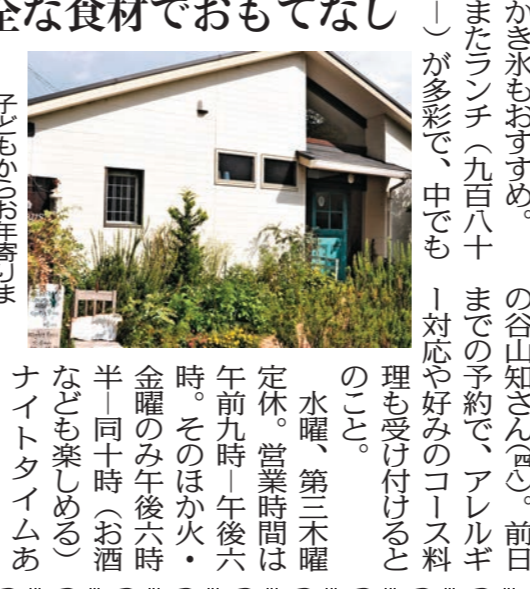 全な食材でおもてなし
かき氷もおすすめ。
またランチ（九百八十
―）が多彩で、中でも
子どもからお年寄りま
の谷山知さん（四八）。前日
までの予約で、アレルギ
ー対応や好みのコース料
理も受け付けると
のこと。
水曜、第三木曜
定休。営業時間は
午前九時―午後六
時。そのほか火・
金曜のみ午後六時
半―同十時（お酒
なども楽しめる）
ナイトタイムあ